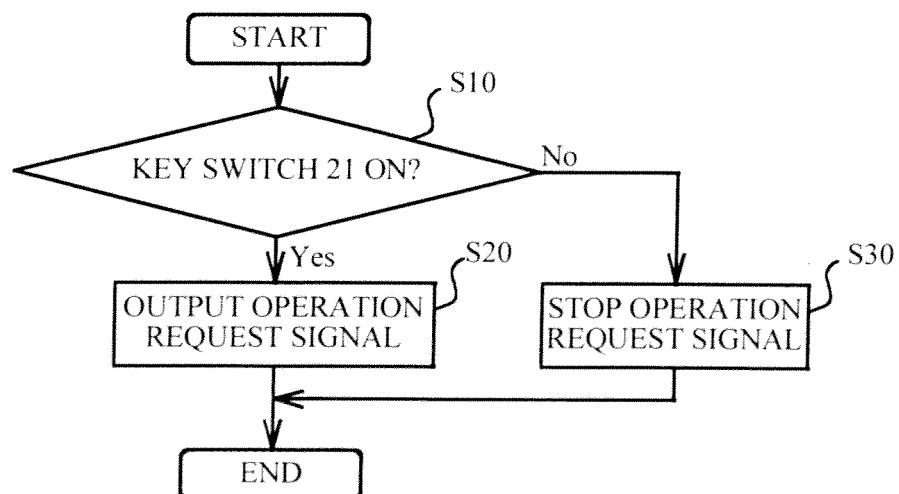 START
S10
KEY SWITCH 21 ON?
No
Yes
S20
S30
OUTPUT OPERATION
REQUEST SIGNAL
STOP OPERATION
REQUEST SIGNAL
END